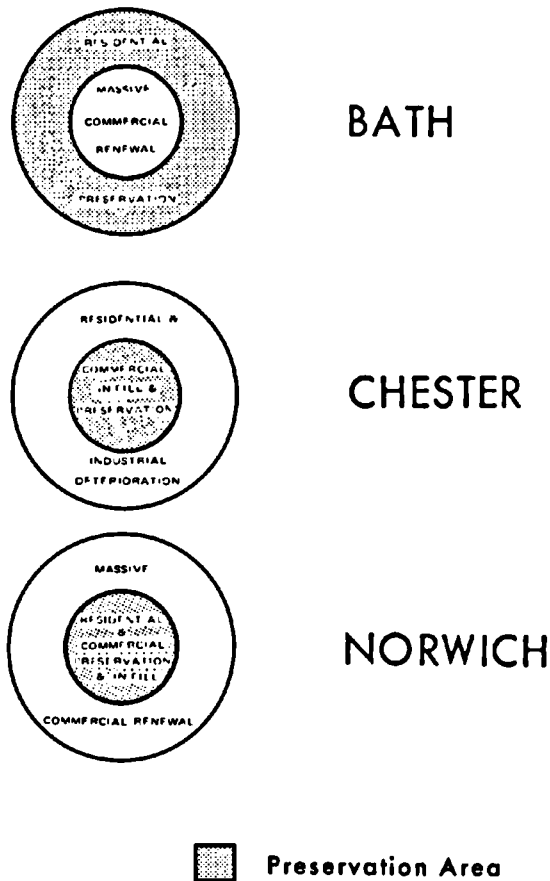 RESIDENTIAL
MASSIVE
COMMERCIAL
RENEWAL
PRESERVATION
BATH
RESIDENTIAL &
COMMERCIAL
INFILL &
PRESERVATION
INDUSTRIAL
DETERIORATION
CHESTER
MASSIVE
RESIDENTIAL
&
COMMERCIAL
PRESERVATION
& INFILL
COMMERCIAL RENEWAL
NORWICH
Preservation Area